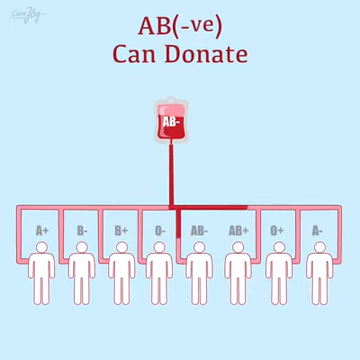 AB(-ve)
Can Donate
AB-
A+ B- B+ O- AB- AB+ O+ A-